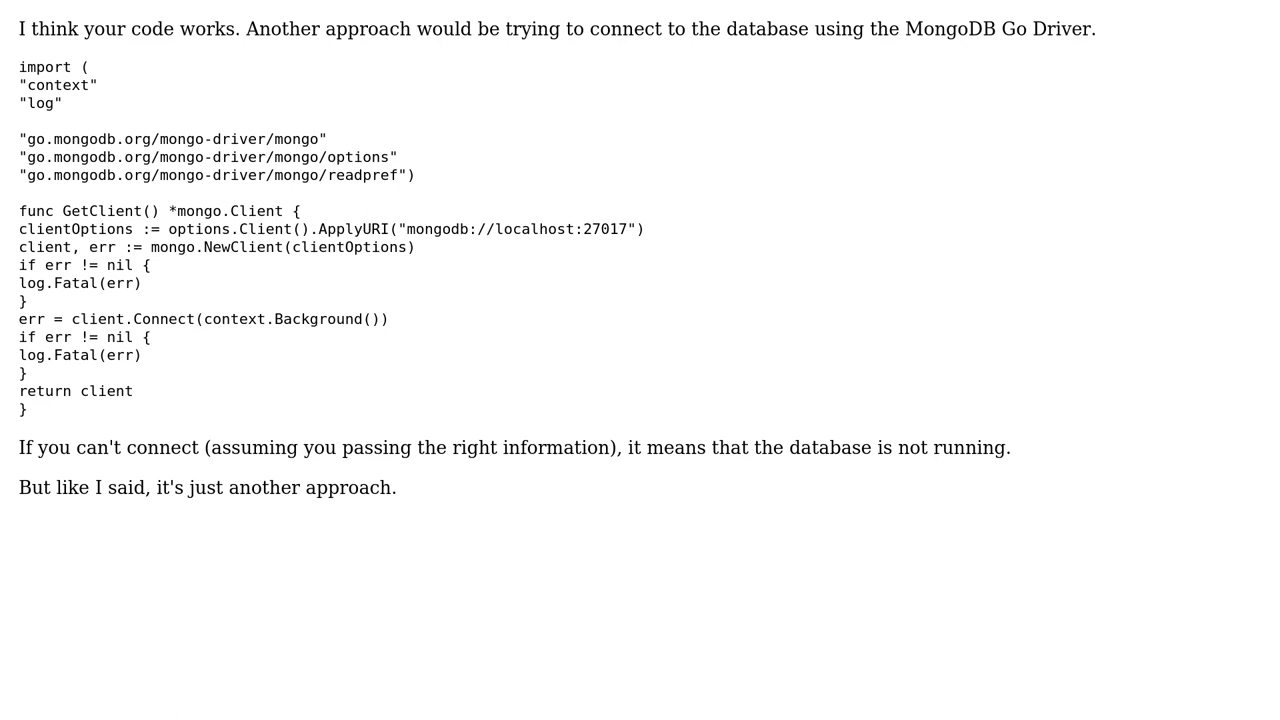 I think your code works. Another approach would be trying to connect to the database using the MongoDB Go Driver.
import (
"context"
"log"
"go.mongodb.org/mongo-driver/mongo"
"go.mongodb.org/mongo-driver/mongo/options"
"go.mongodb.org/mongo-driver/mongo/readpref")
func GetClient() *mongo.Client {
clientOptions := options.Client().ApplyURI("mongodb://localhost:27017")
client, err := mongo.NewClient(clientOptions)
if err != nil {
log.Fatal(err)
}
err = client.Connect(context.Background())
if err != nil {
log.Fatal(err)
}
return client
}
If you can't connect (assuming you passing the right information), it means that the database is not running.
But like I said, it's just another approach.